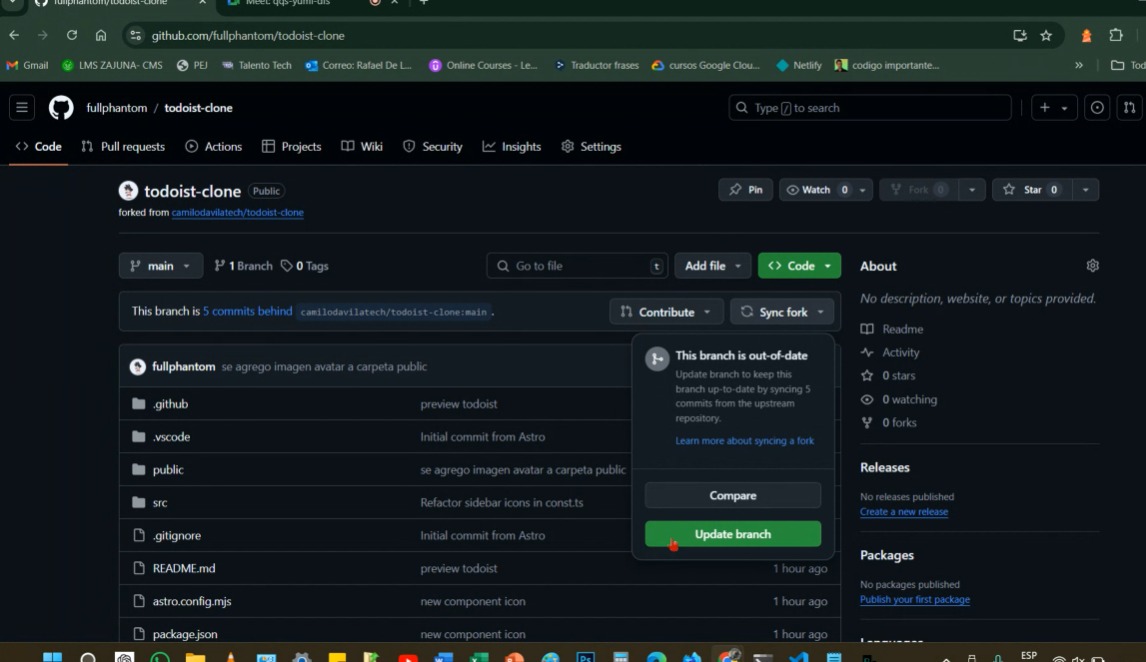 fullphantom/todoist-clone
Meet: qqs-yumi-dfs
github.com/fullphantom/todoist-clone
Gmail
LMS ZAJUNA- CMS
PEJ
Talento Tech
Correo: Rafael De L...
Online Courses - Le...
Traductor frases
cursos Google Clou...
Netlify
codigo importante...
»
Tod
fullphantom / todoist-clone
Type / to search
Code
Pull requests
Actions
Projects
Wiki
Security
Insights
Settings
todoist-clone Public
Pin
Watch 0
Fork 0
Star 0
forked from camilodavilatech/todoist-clone
main
1 Branch
0 Tags
Go to file t
Add file
Code
This branch is 5 commits behind camilodavilatech/todoist-clone:main .
Contribute
Sync fork
This branch is out-of-date
Update branch to keep this
branch up-to-date by syncing 5
commits from the upstream
repository.
Learn more about syncing a fork
Compare
Update branch
fullphantom se agrego imagen avatar a carpeta public
.github preview todoist
.vscode Initial commit from Astro
public se agrego imagen avatar a carpeta public
src Refactor sidebar icons in const.ts
.gitignore Initial commit from Astro
README.md preview todoist 1 hour ago
astro.config.mjs new component icon 1 hour ago
package.json new component icon 1 hour ago
About
No description, website, or topics provided.
Readme
Activity
0 stars
0 watching
0 forks
Releases
No releases published
Create a new release
Packages
No packages published
Publish your first package
Languages
ESP